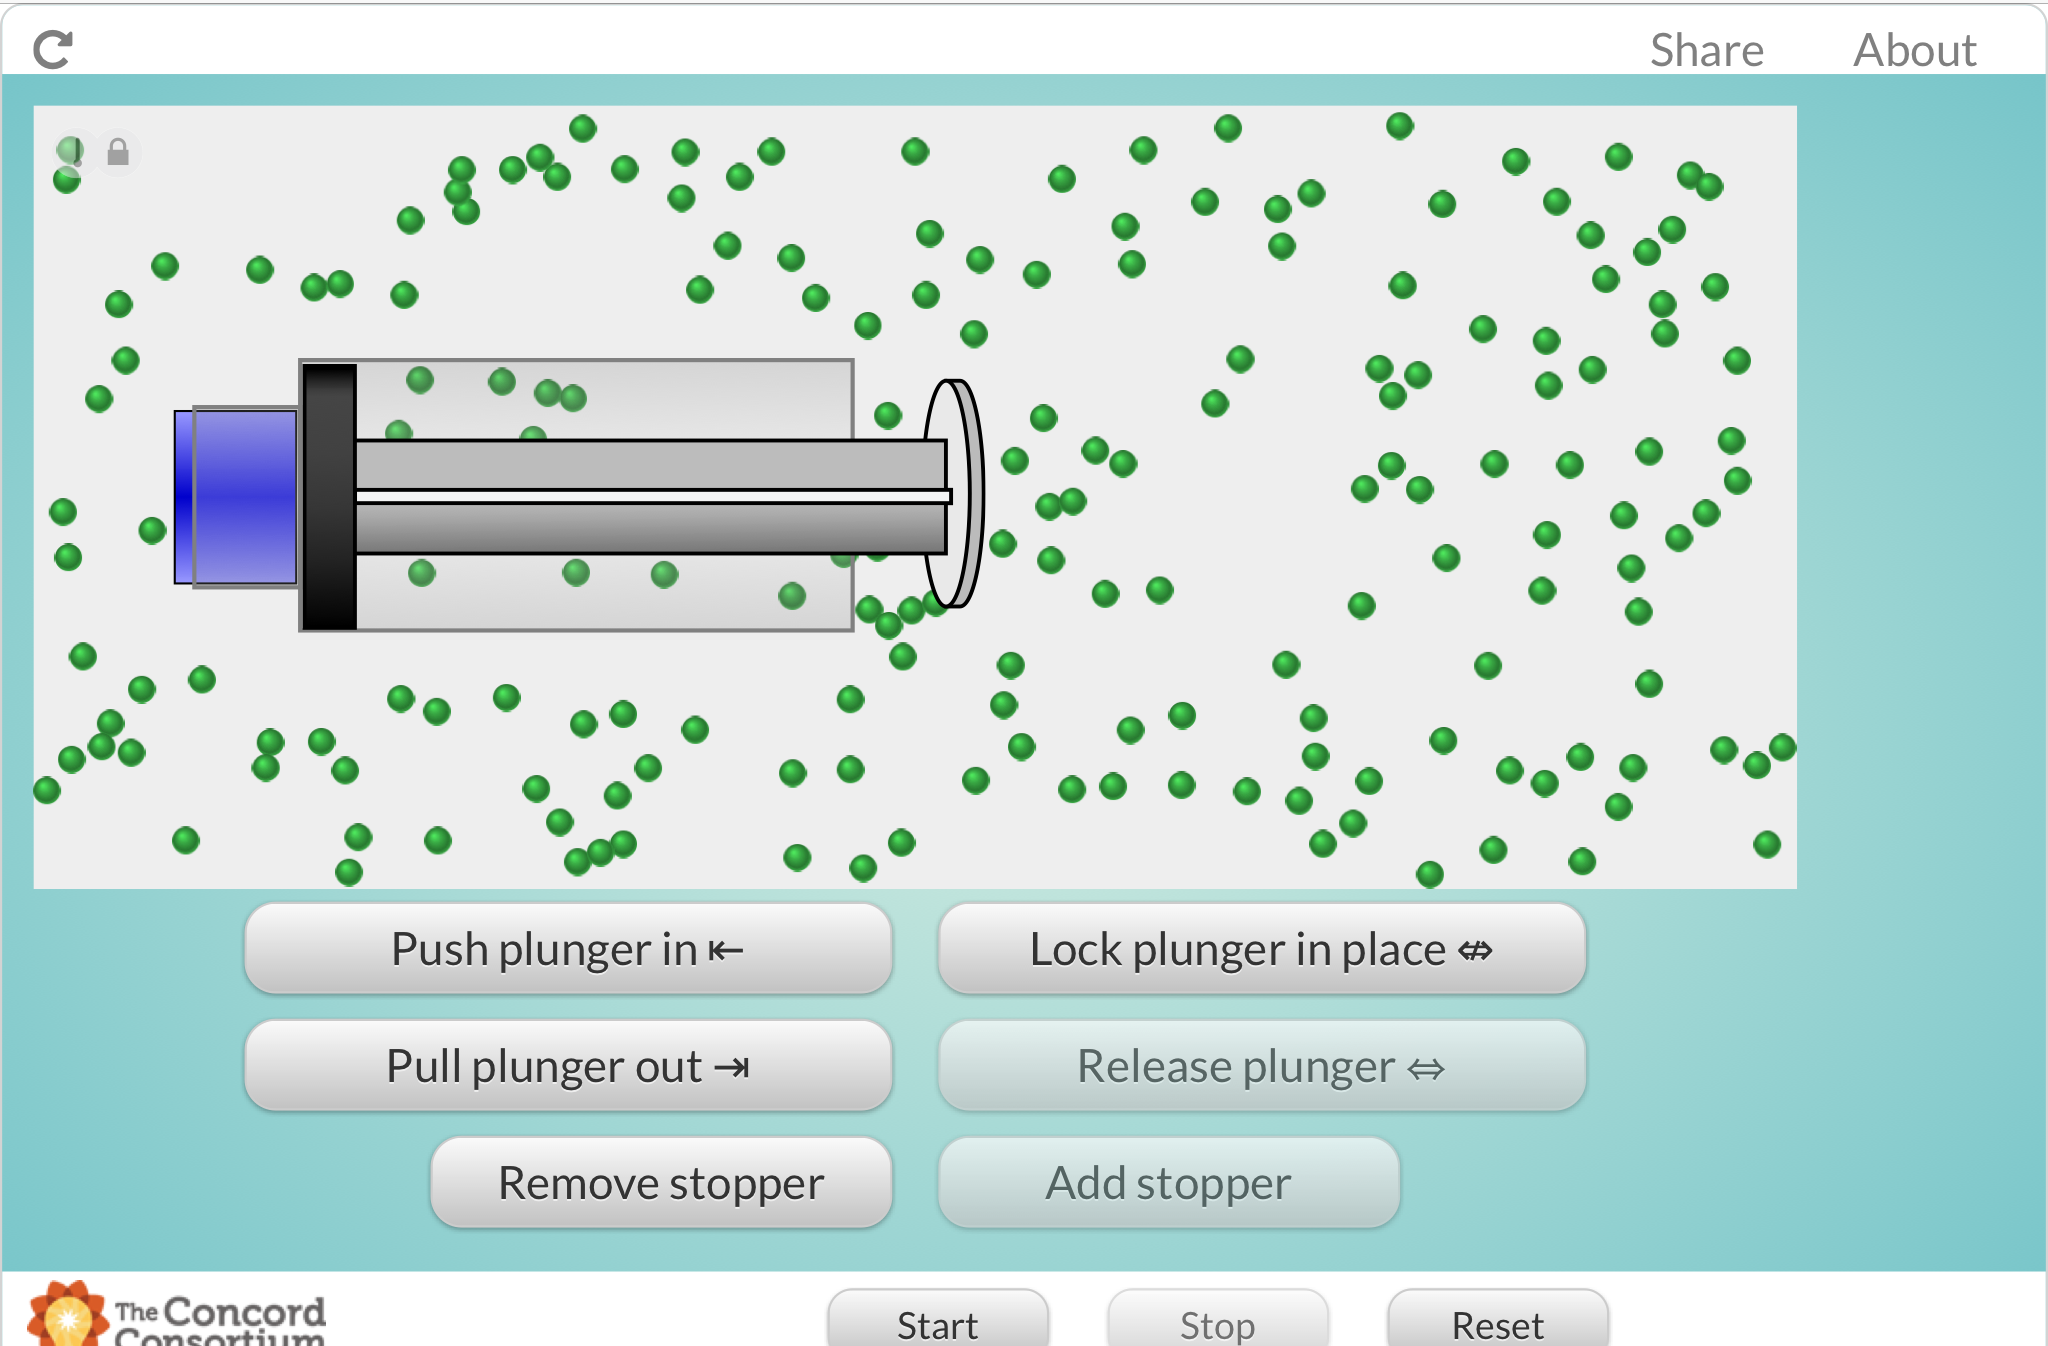 Share About
Push plunger in ⇤ Lock plunger in place ⇎
Pull plunger out ⇥ Release plunger ⬄
Remove stopper Add stopper
The Concord
Consortium
Start Stop Reset